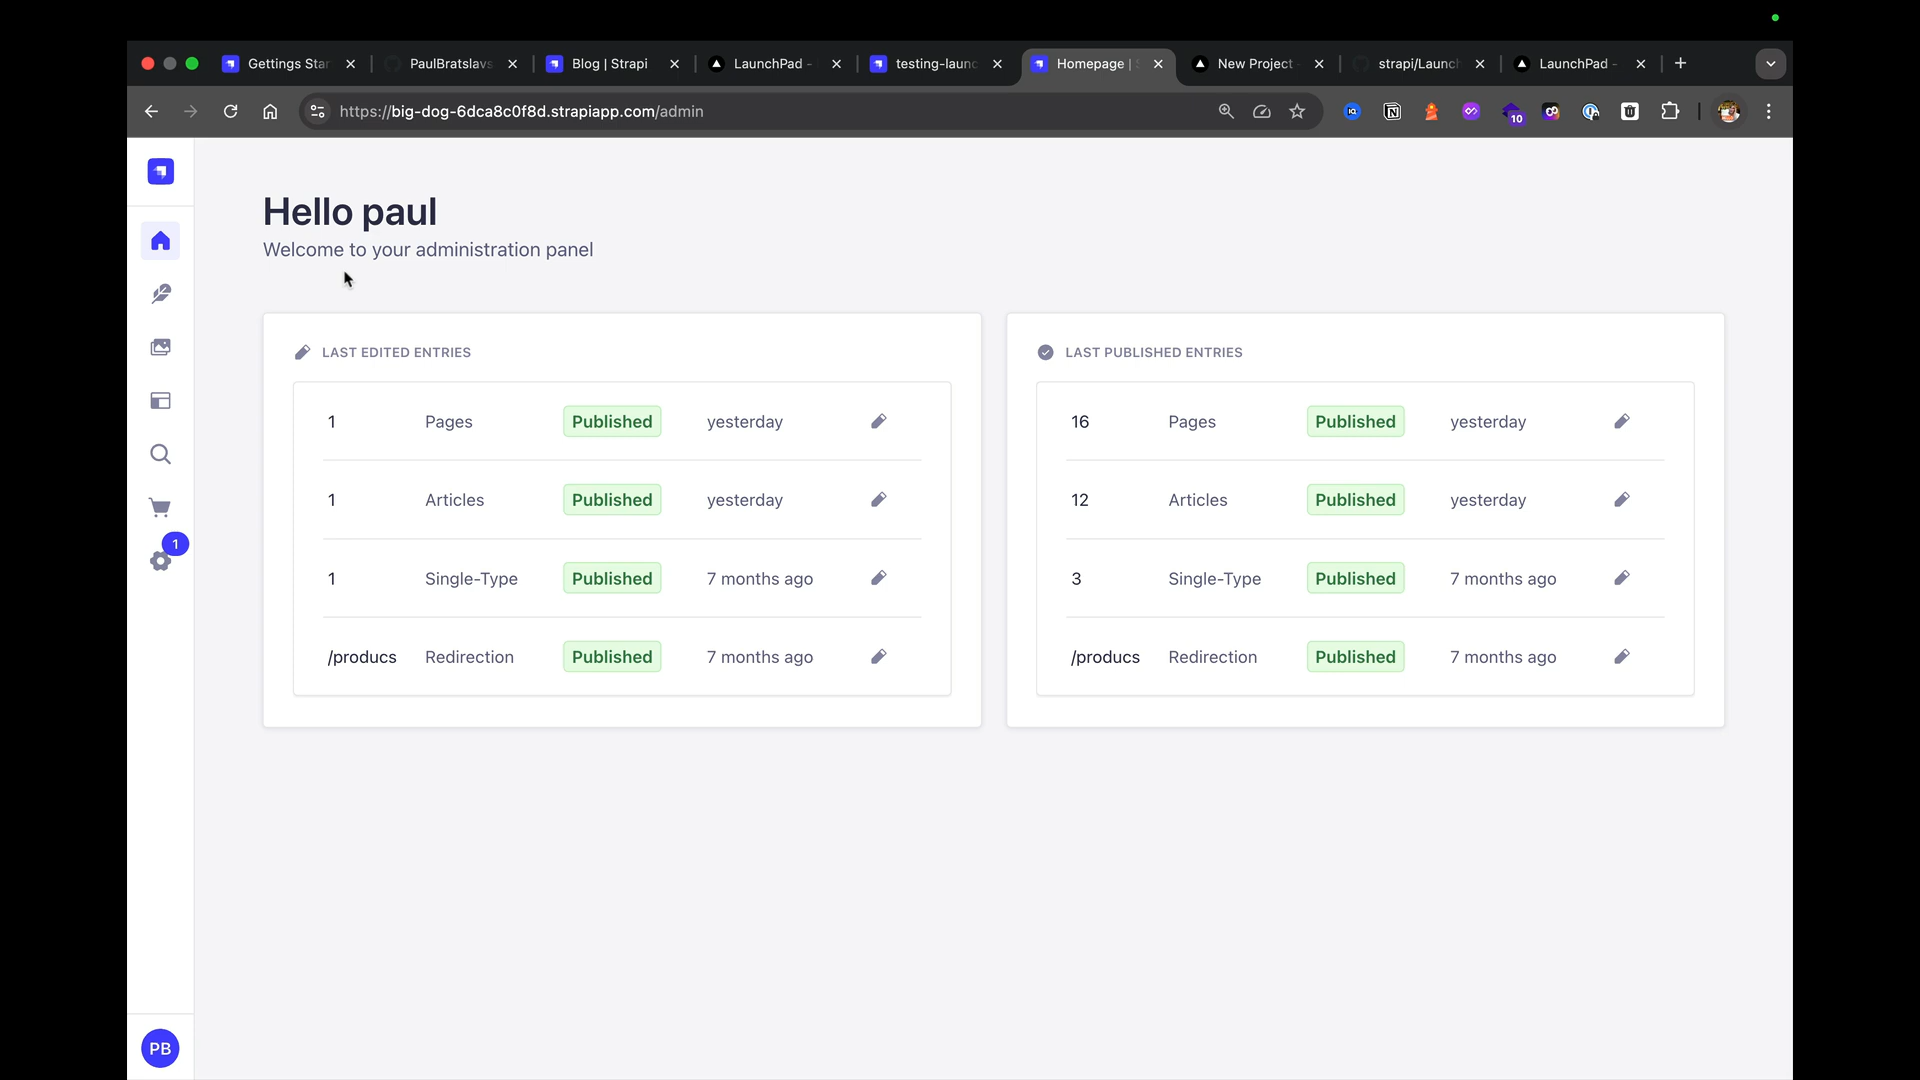 Gettings Star
PaulBratslavs
Blog | Strapi
LaunchPad -
testing-launc
Homepage |
New Project
strapi/Launch
LaunchPad -
https://big-dog-6dca8c0f8d.strapiapp.com/admin
10
Hello paul
Welcome to your administration panel
LAST EDITED ENTRIES
1 Pages Published yesterday
1 Articles Published yesterday
1 Single-Type Published 7 months ago
/producs Redirection Published 7 months ago
LAST PUBLISHED ENTRIES
16 Pages Published yesterday
12 Articles Published yesterday
3 Single-Type Published 7 months ago
/producs Redirection Published 7 months ago
1
PB